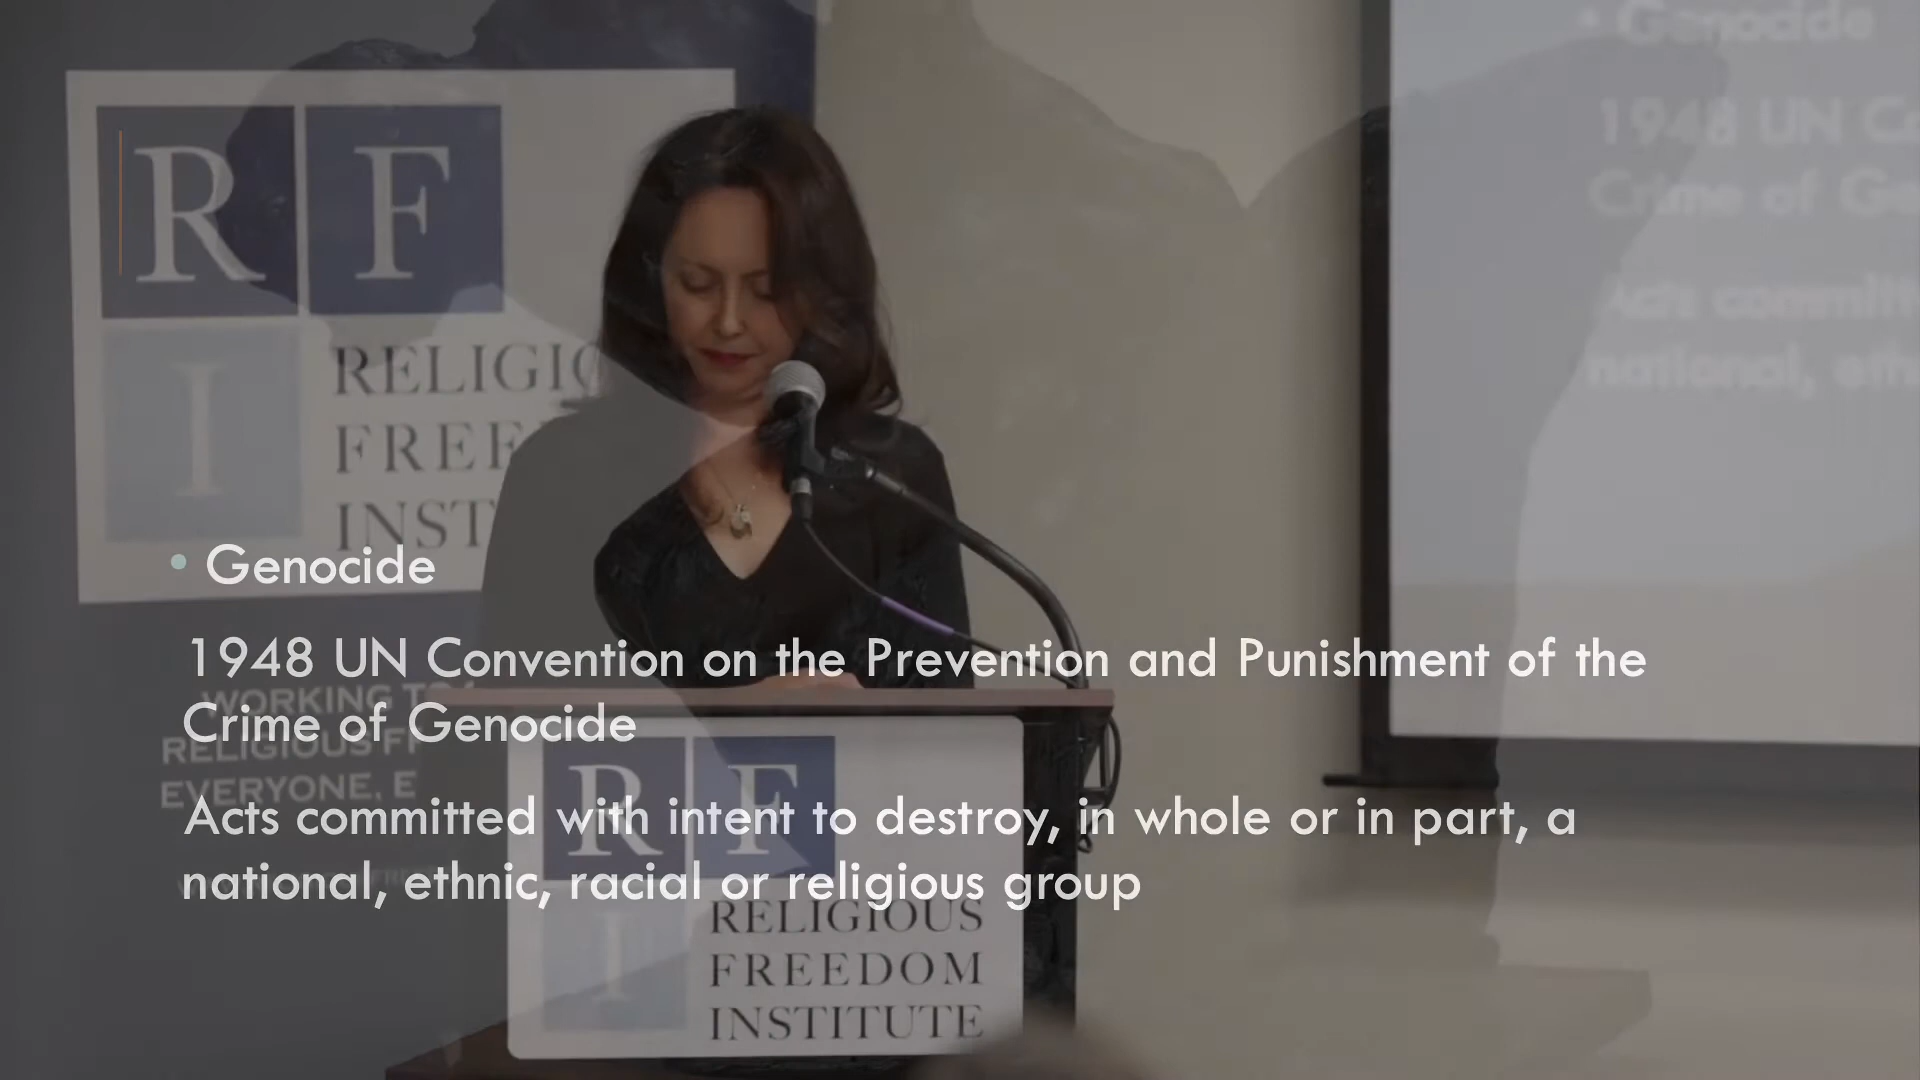 R F
I
RELIGIO
FREE
INST
• Genocide
1948 UN Convention on the Prevention and Punishment of the
Crime of Genocide
Acts committed with intent to destroy, in whole or in part, a
national, ethnic, racial or religious group
WORKING T
RELIGIOUS F
EVERYONE, E
R F
I
RELIGIOUS
FREEDOM
INSTITUTE
• Genocide
1948 UN C
Crime of Ge
Acts committ
national, eth